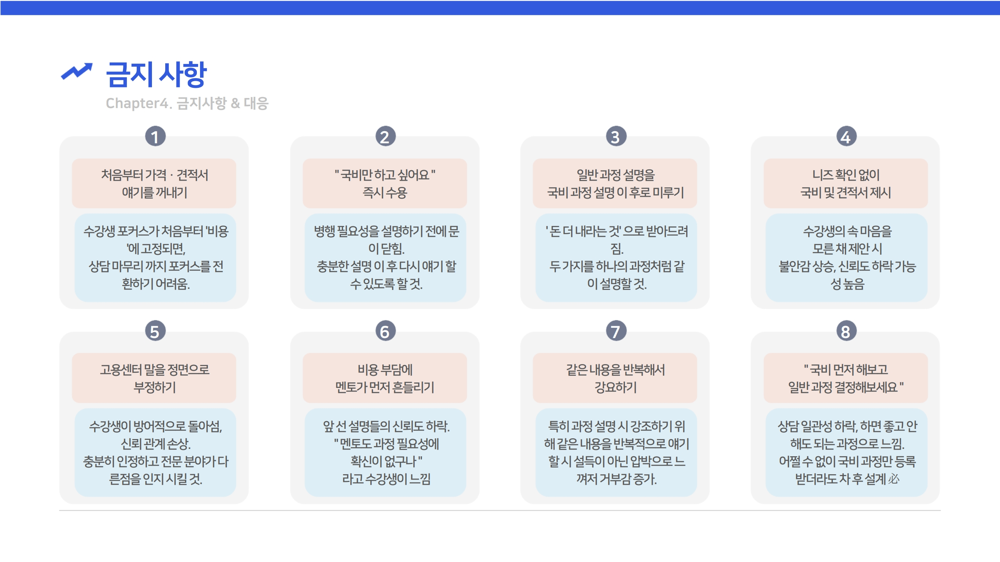 금지 사항
Chapter4. 금지사항 & 대응
1
처음부터 가격 · 견적서
얘기를 꺼내기
수강생 포커스가 처음부터 '비용
'에 고정되면,
상담 마무리 까지 포커스를 전
환하기 어려움.
2
" 국비만 하고 싶어요 "
즉시 수용
병행 필요성을 설명하기 전에 문
이 닫힘.
충분한 설명 이 후 다시 얘기 할
수 있도록 할 것.
3
일반 과정 설명을
국비 과정 설명 이 후로 미루기
' 돈 더 내라는 것' 으로 받아드려
짐.
두 가지를 하나의 과정처럼 같
이 설명할 것.
4
니즈 확인 없이
국비 및 견적서 제시
수강생의 속 마음을
모른 채 제안 시
불안감 상승, 신뢰도 하락 가능
성 높음
5
고용센터 말을 정면으로
부정하기
수강생이 방어적으로 돌아섬,
신뢰 관계 손상.
충분히 인정하고 전문 분야가 다
른점을 인지 시킬 것.
6
비용 부담에
멘토가 먼저 흔들리기
앞 선 설명들의 신뢰도 하락.
" 멘토도 과정 필요성에
확신이 없구나 "
라고 수강생이 느낌
7
같은 내용을 반복해서
강요하기
특히 과정 설명 시 강조하기 위
해 같은 내용을 반복적으로 얘기
할 시 설득이 아닌 압박으로 느
껴저 거부감 증가.
8
" 국비 먼저 해보고
일반 과정 결정해보세요 "
상담 일관성 하락, 하면 좋고 안
해도 되는 과정으로 느낌.
어쩔 수 없이 국비 과정만 등록
받더라도 차 후 설계 必